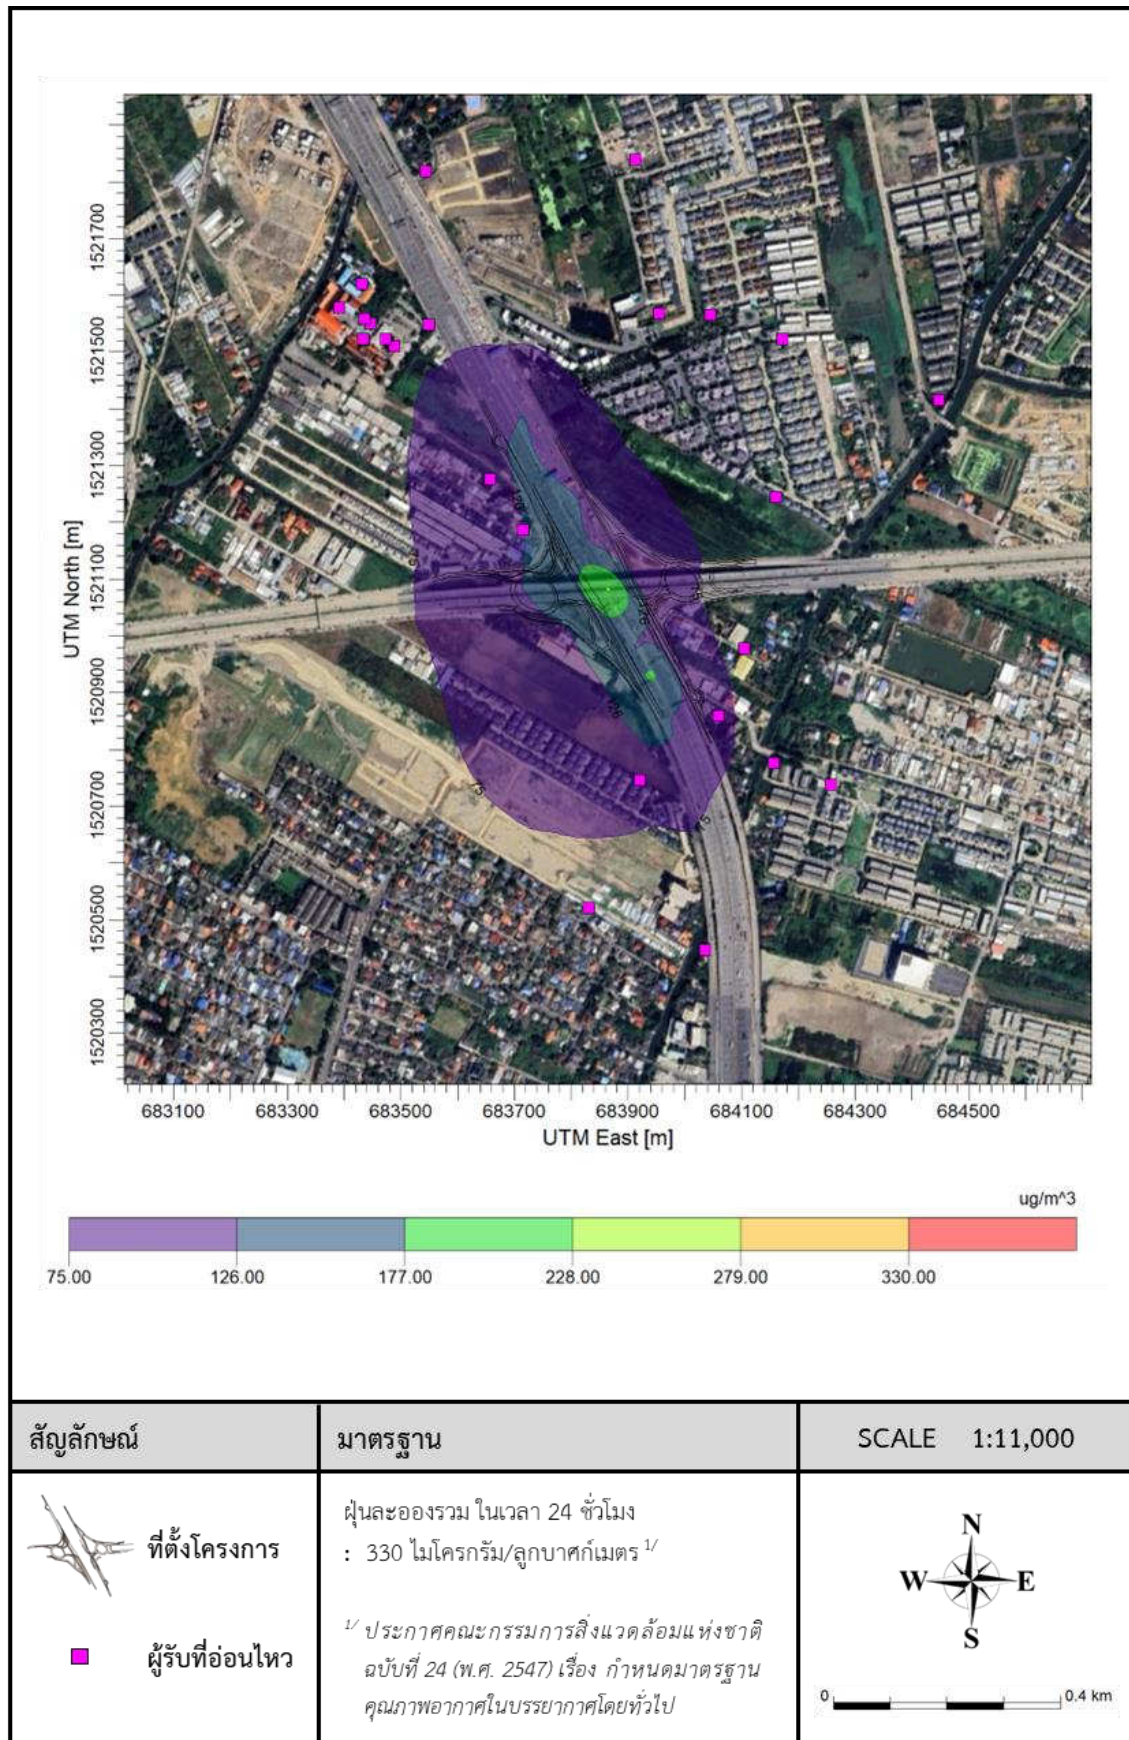 1521700
1521500
1521300
1521100
1520900
1520700
1520500
1520300
UTM North [m]
126
75
75
126
75
683100 683300 683500 683700 683900 684100 684300 684500
UTM East [m]
ug/m^3
75.00 126.00 177.00 228.00 279.00 330.00
สัญลักษณ์
ที่ตั้งโครงการ
ผู้รับที่อ่อนไหว
มาตรฐาน
ฝุ่นละอองรวม ในเวลา 24 ชั่วโมง
: 330 ไมโครกรัม/ลูกบาศก์เมตร 1/
1/ ประกาศคณะกรรมการสิ่งแวดล้อมแห่งชาติ
ฉบับที่ 24 (พ.ศ. 2547) เรื่อง กำหนดมาตรฐาน
คุณภาพอากาศในบรรยากาศโดยทั่วไป
SCALE 1:11,000
N
W E
S
0 0.4 km